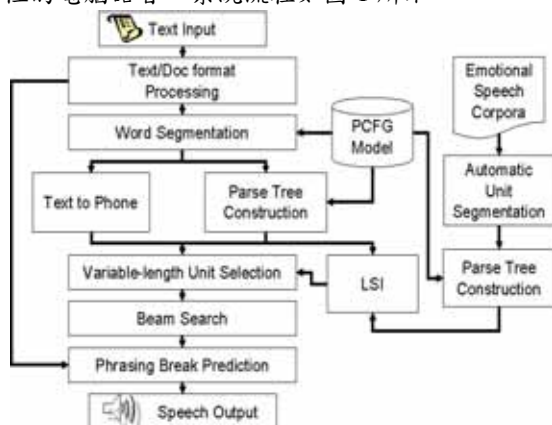 Text Input
Text/Doc format
Processing
Word Segmentation
PCFG
Model
Emotional
Speech
Corpora
Text to Phone
Parse Tree
Construction
Automatic
Unit
Segmentation
Variable-length Unit Selection
LSI
Parse Tree
Construction
Beam Search
Phrasing Break Prediction
Speech Output